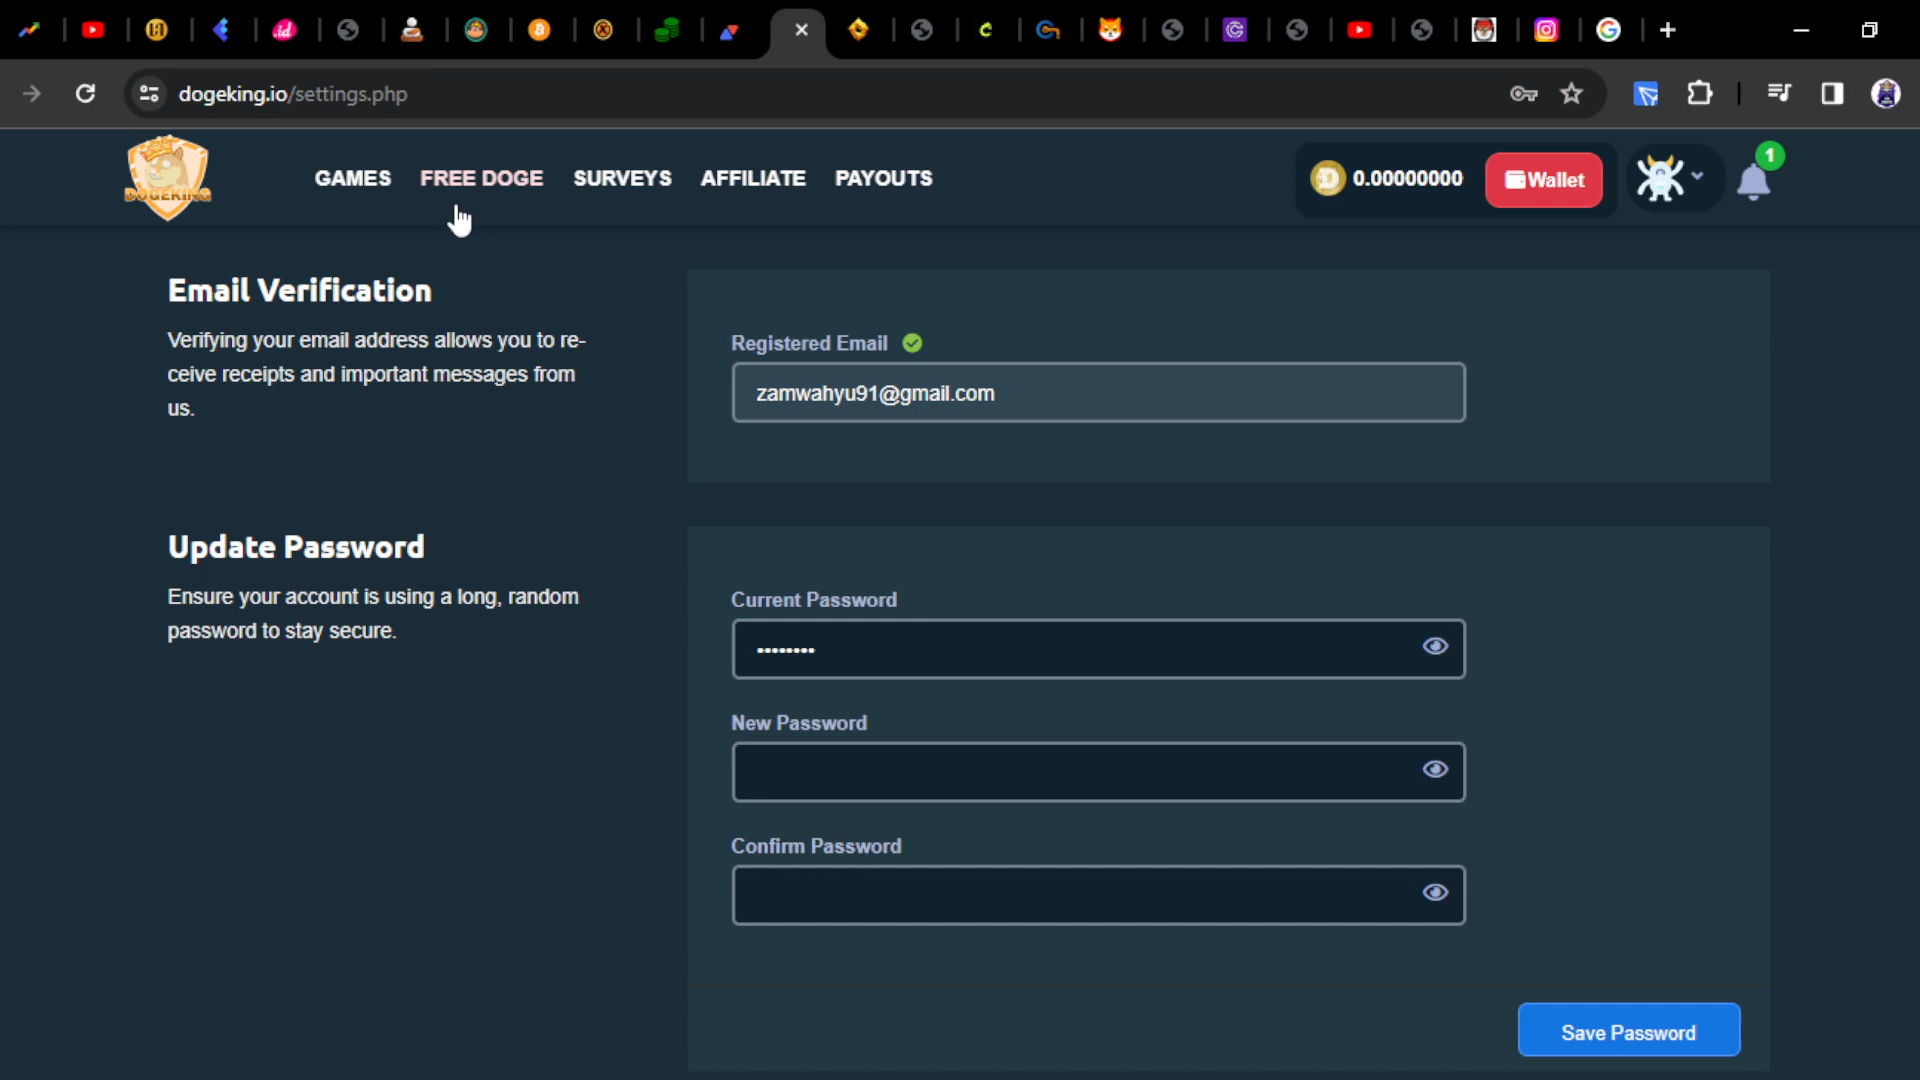 .id
dogeking.io/settings.php
DOGEKING
GAMES FREE DOGE SURVEYS AFFILIATE PAYOUTS
0.00000000
Wallet
1
Email Verification
Verifying your email address allows you to re-
ceive receipts and important messages from
us.
Registered Email
zamwahyu91@gmail.com
Update Password
Ensure your account is using a long, random
password to stay secure.
Current Password
••••••••
New Password
Confirm Password
Save Password